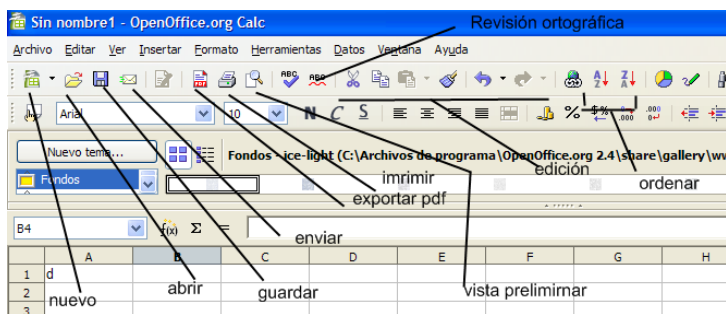 Sin nombre1 - OpenOffice.org Calc
Revisión ortográfica
Archivo Editar Ver Insertar Formato Herramientas Datos Ventana Ayuda
Arial 10 N C S % $%
Nuevo tema... Fondos - ice-light (C:\Archivos de programa\OpenOffice.org 2.4\share\gallery\ww
Fondos
imrimir
edición
ordenar
exportar pdf
B4 f(x) Σ =
enviar
A B C D E F G H
1 d
abrir
guardar
vista prelimirnar
2
nuevo
3